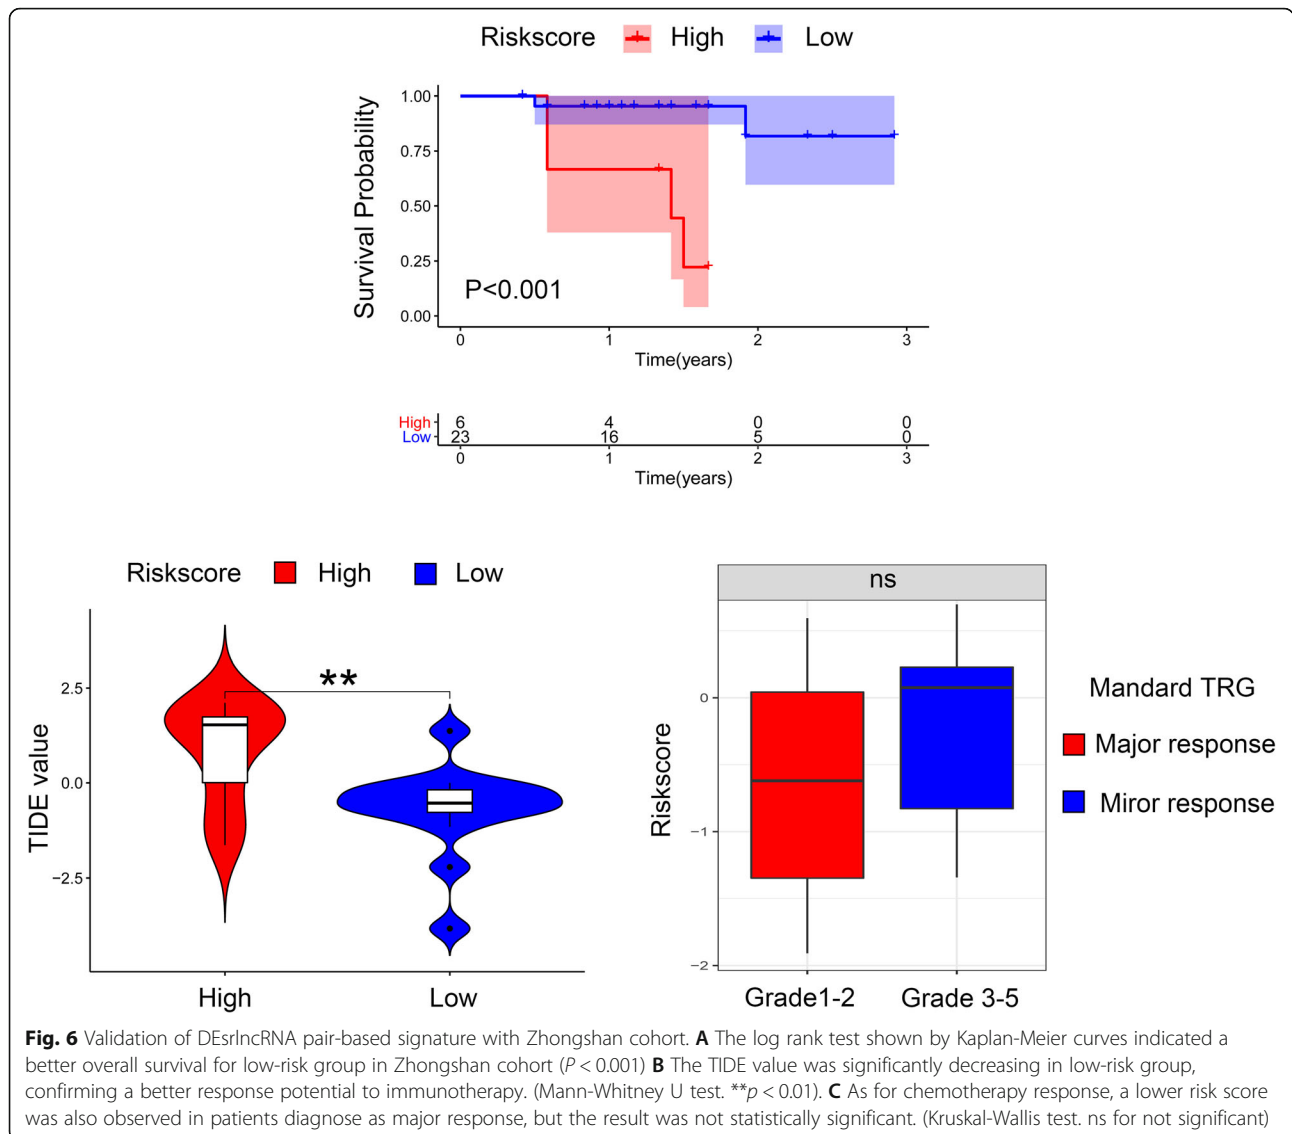 Riskscore High Low
Survival Probability
1.00
0.75
0.50
0.25
0.00
P<0.001
0 1 2 3
Time(years)
High 6 4 0 0
Low 23 16 5 0
0 1 2 3
Time(years)
Riskscore High Low
TIDE value
2.5
0.0
−2.5
**
High Low
ns
Riskscore
0
−1
−2
Grade1-2 Grade 3-5
Mandard TRG
Major response
Miror response
Fig. 6 Validation of DEsrlncRNA pair-based signature with Zhongshan cohort. A The log rank test shown by Kaplan-Meier curves indicated a
better overall survival for low-risk group in Zhongshan cohort (P < 0.001) B The TIDE value was significantly decreasing in low-risk group,
confirming a better response potential to immunotherapy. (Mann-Whitney U test. **p < 0.01). C As for chemotherapy response, a lower risk score
was also observed in patients diagnose as major response, but the result was not statistically significant. (Kruskal-Wallis test. ns for not significant)